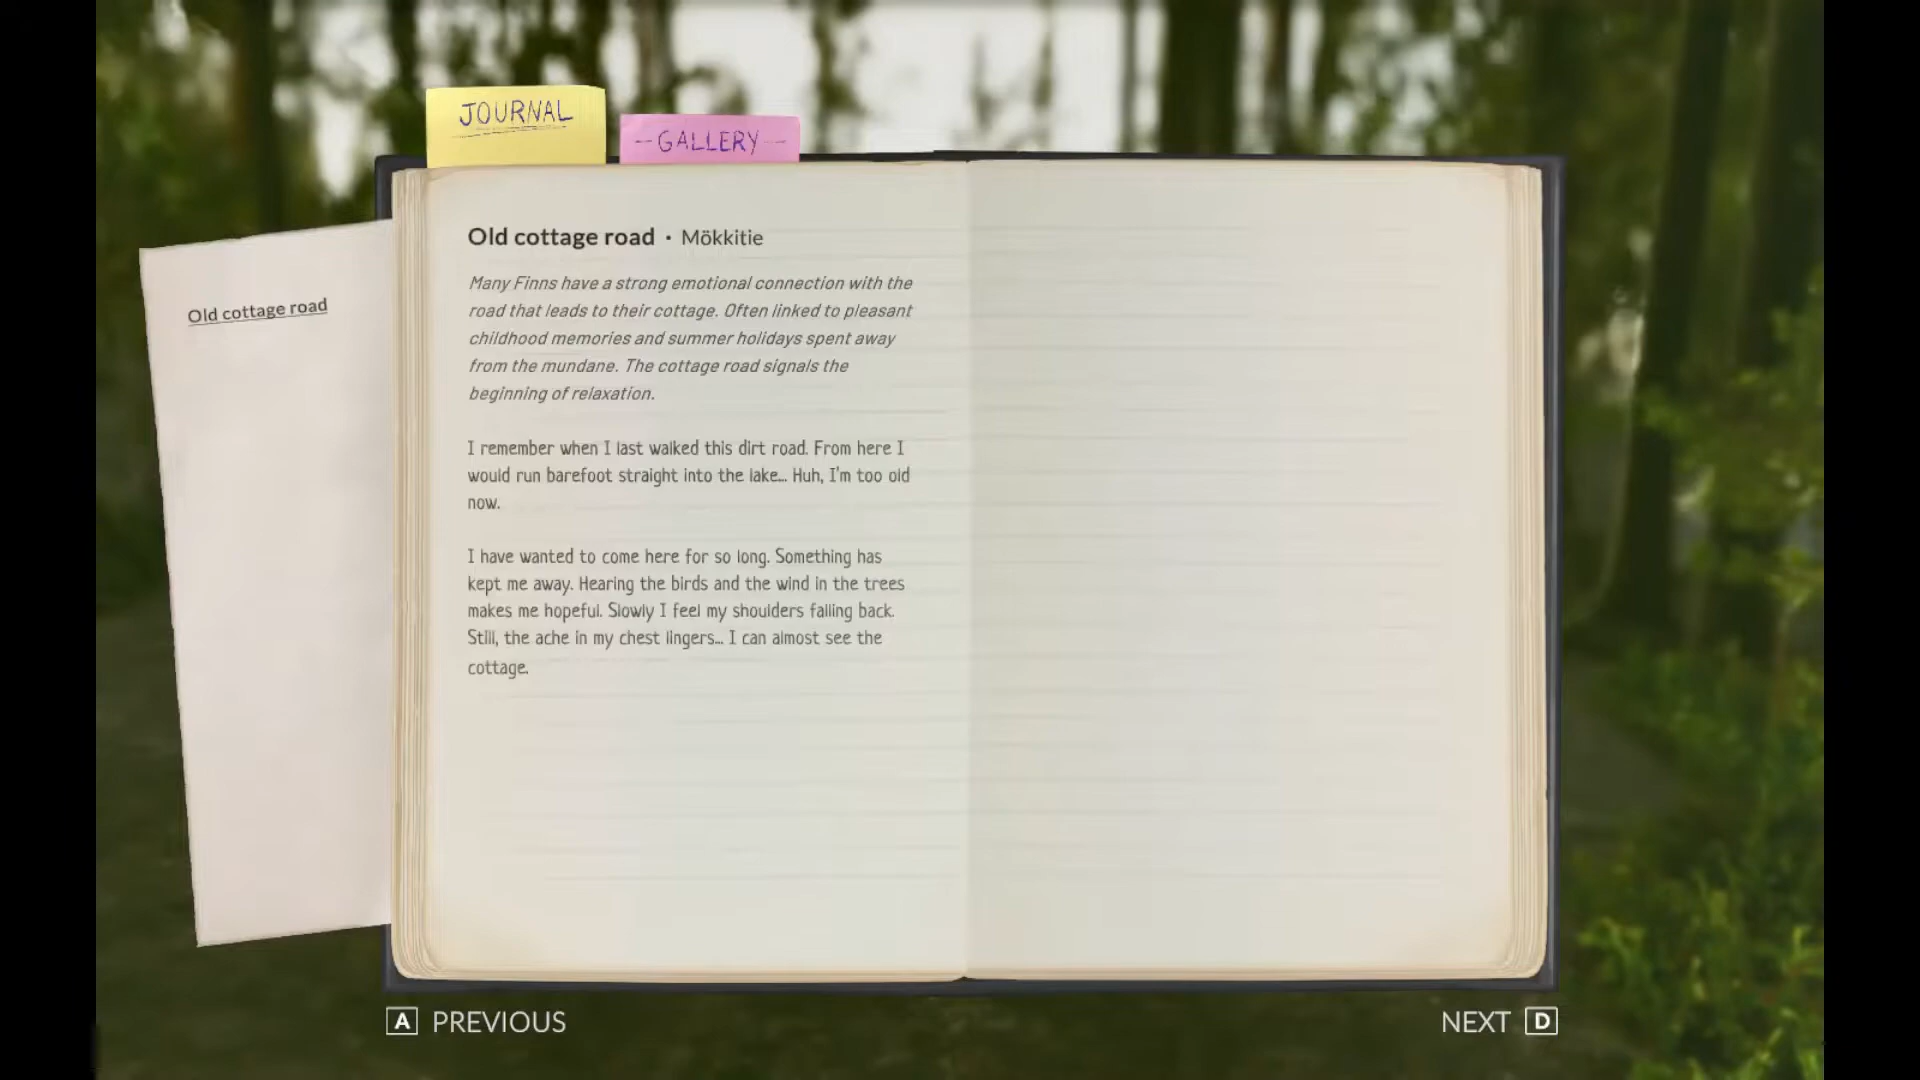 JOURNAL
-GALLERY-
Old cottage road
Old cottage road · Mökkitie
Many Finns have a strong emotional connection with the
road that leads to their cottage. Often linked to pleasant
childhood memories and summer holidays spent away
from the mundane. The cottage road signals the
beginning of relaxation.
I remember when I last walked this dirt road. From here I
would run barefoot straight into the lake... Huh, I'm too old
now.
I have wanted to come here for so long. Something has
kept me away. Hearing the birds and the wind in the trees
makes me hopeful. Slowly I feel my shoulders falling back.
Still, the ache in my chest lingers... I can almost see the
cottage.
A PREVIOUS
NEXT D